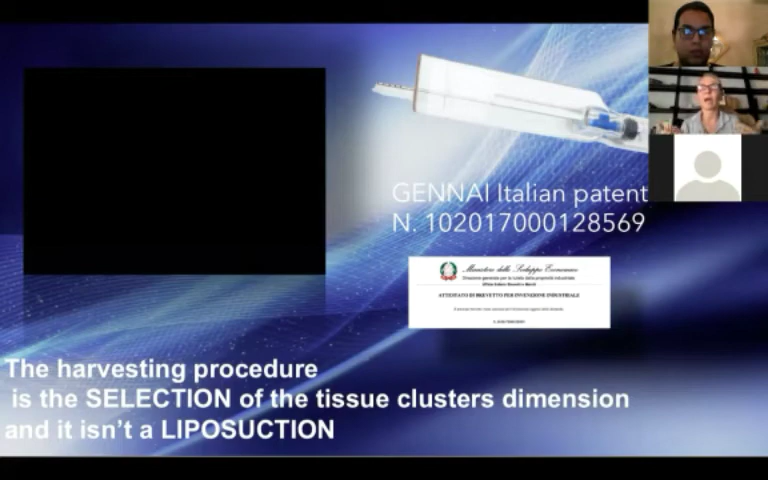 GENNAI Italian patent
N. 102017000128569
Ministero dello Sviluppo Economico
ATTESTATO DI BREVETTO PER INVENZIONE INDUSTRIALE
The harvesting procedure
is the SELECTION of the tissue clusters dimension
and it isn't a LIPOSUCTION